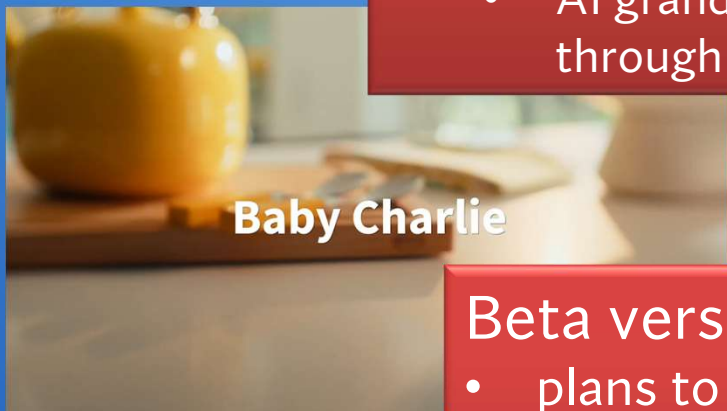 • AI grand
through
Baby Charlie
Beta vers
• plans to